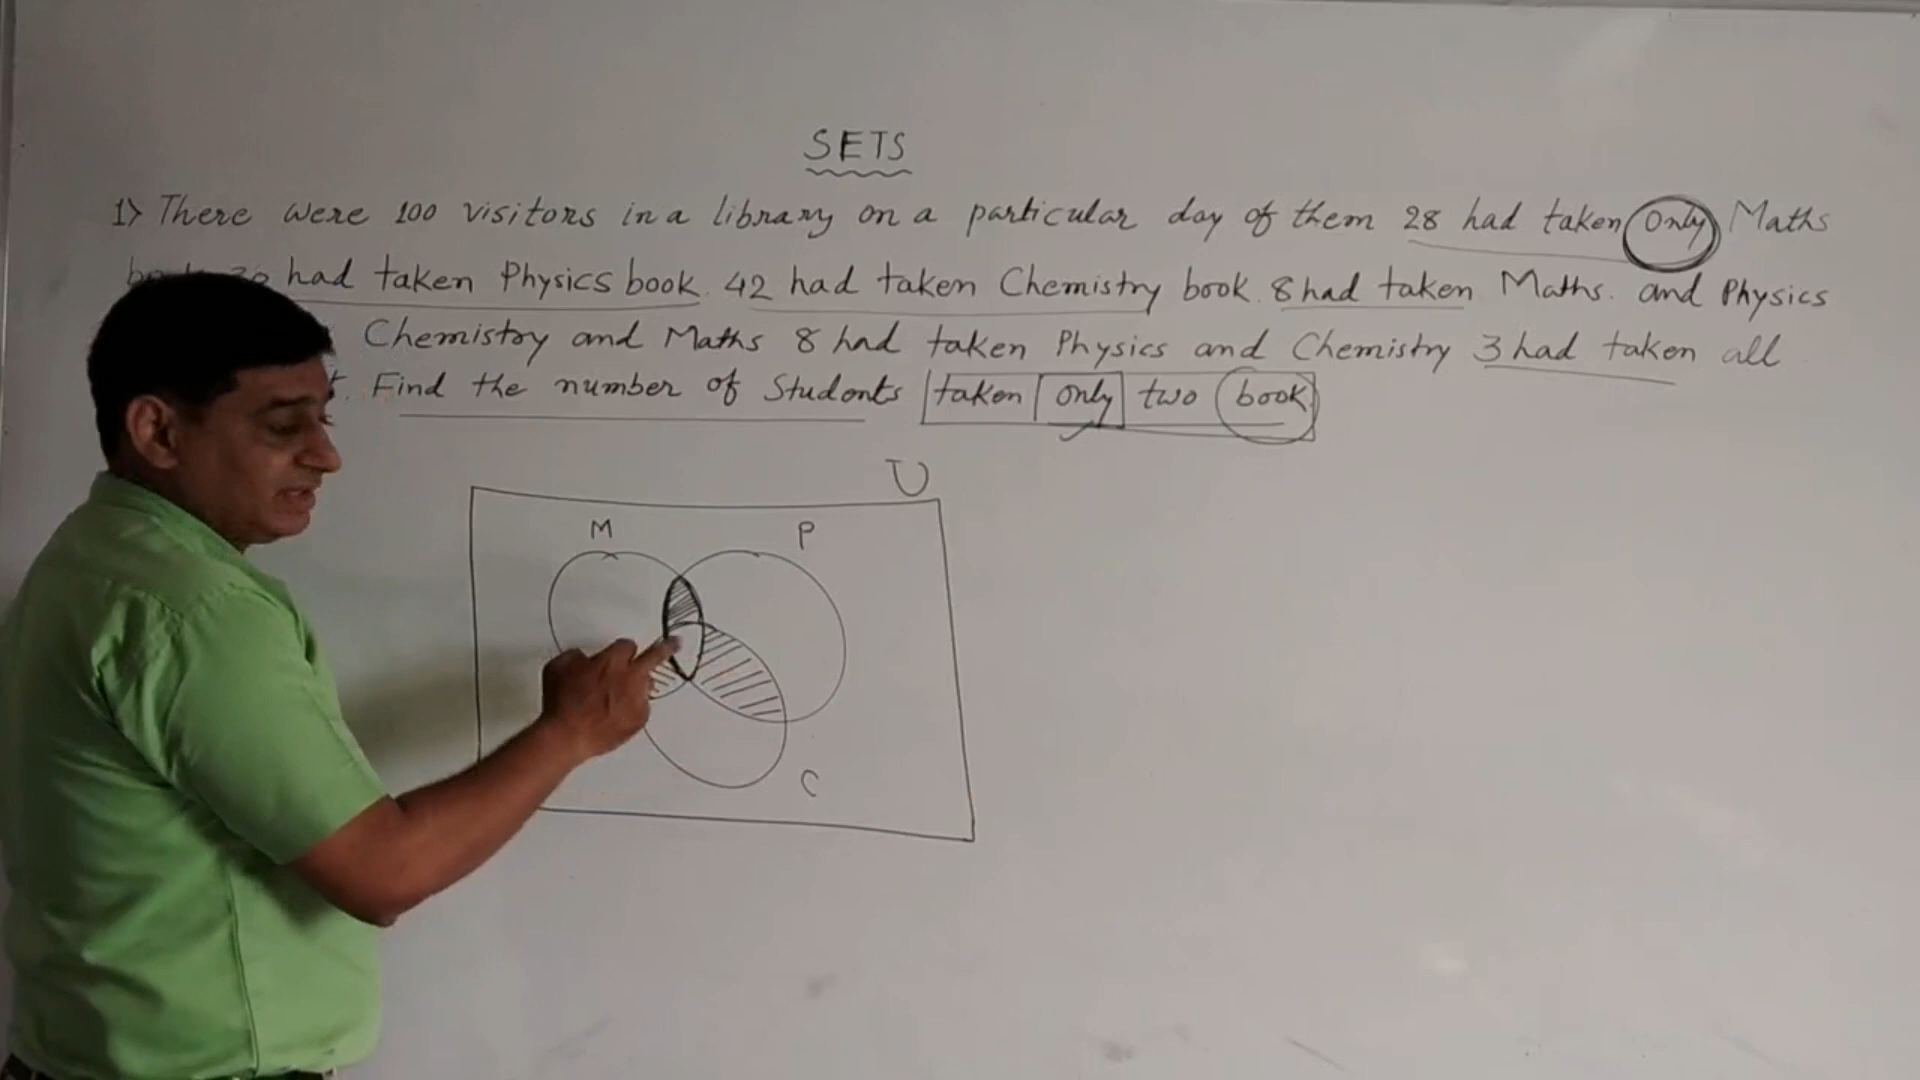 SETS
1) There were 100 visitors in a library on a particular day of them 28 had taken only Maths
had taken Physics book. 42 had taken Chemistry book. 8 had taken Maths. and Physics
Chemistry and Maths 8 had taken Physics and Chemistry 3 had taken all
Find the number of Students taken only two book.
U
M P
C